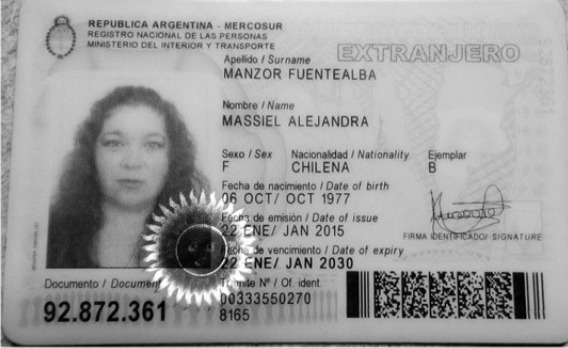 REPUBLICA ARGENTINA - MERCOSUR
REGISTRO NACIONAL DE LAS PERSONAS
MINISTERIO DEL INTERIOR Y TRANSPORTE
EXTRANJERO
Apellido / Surname
MANZOR FUENTEALBA
Nombre / Name
MASSIEL ALEJANDRA
Sexo / Sex Nacionalidad / Nationality Ejemplar
F CHILENA B
Fecha de nacimiento / Date of birth
06 OCT/ OCT 1977
Fecha de emisión / Date of issue
22 ENE/ JAN 2015
Fecha de vencimiento / Date of expiry
22 ENE/ JAN 2030
FIRMA IDENTIFICADO/ SIGNATURE
Documento / Document
92.872.361
Trámite Nº / Of. ident.
00333550270
8165